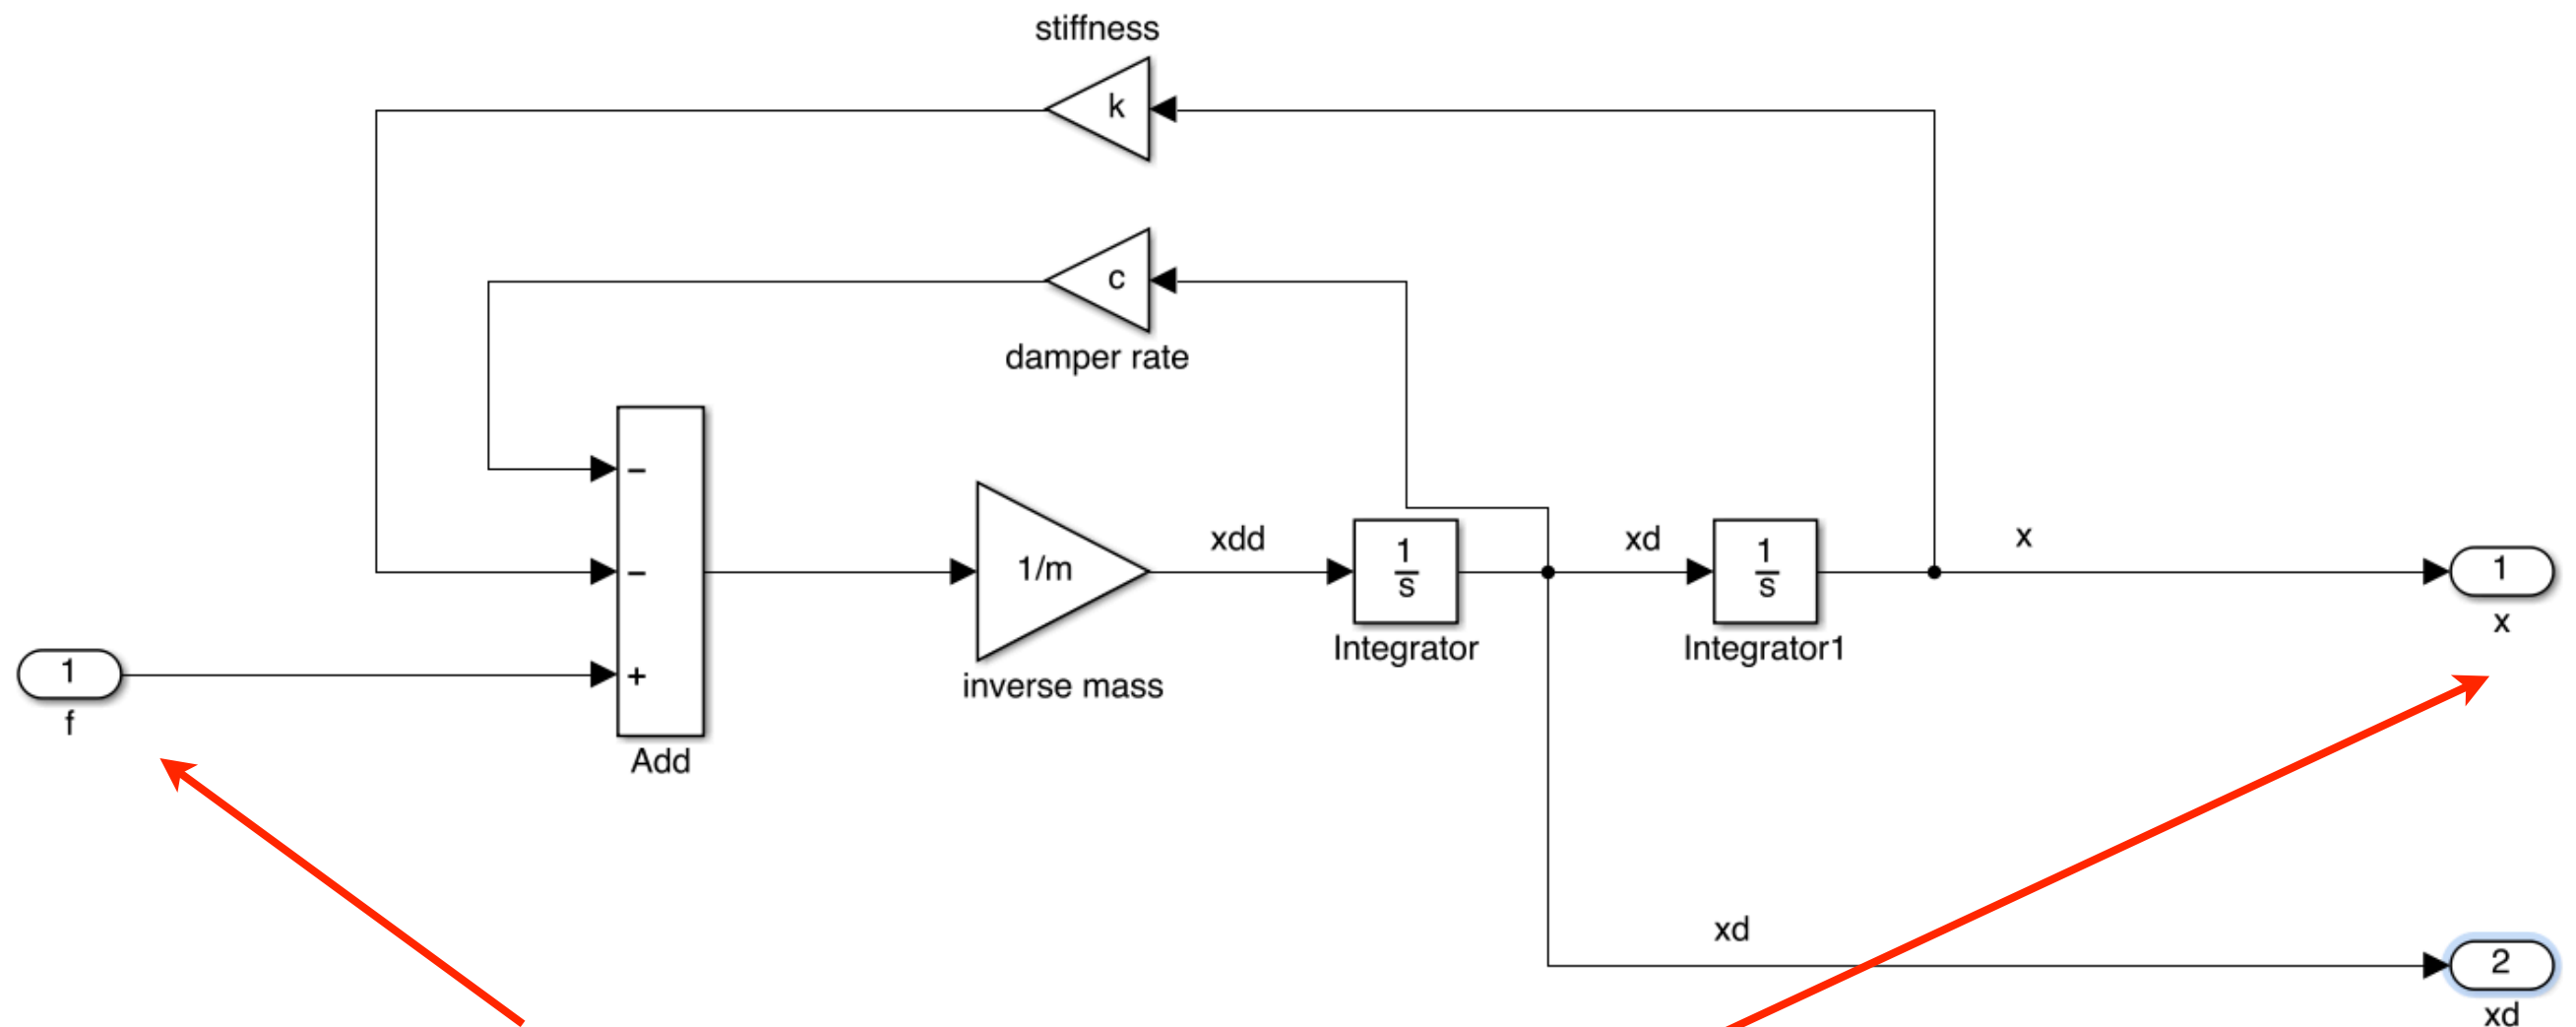 stiffness
k
c
damper rate
−
−
+
Add
1
f
1/m
inverse mass
xdd
1
s
Integrator
xd
1
s
Integrator1
x
1
x
xd
2
xd